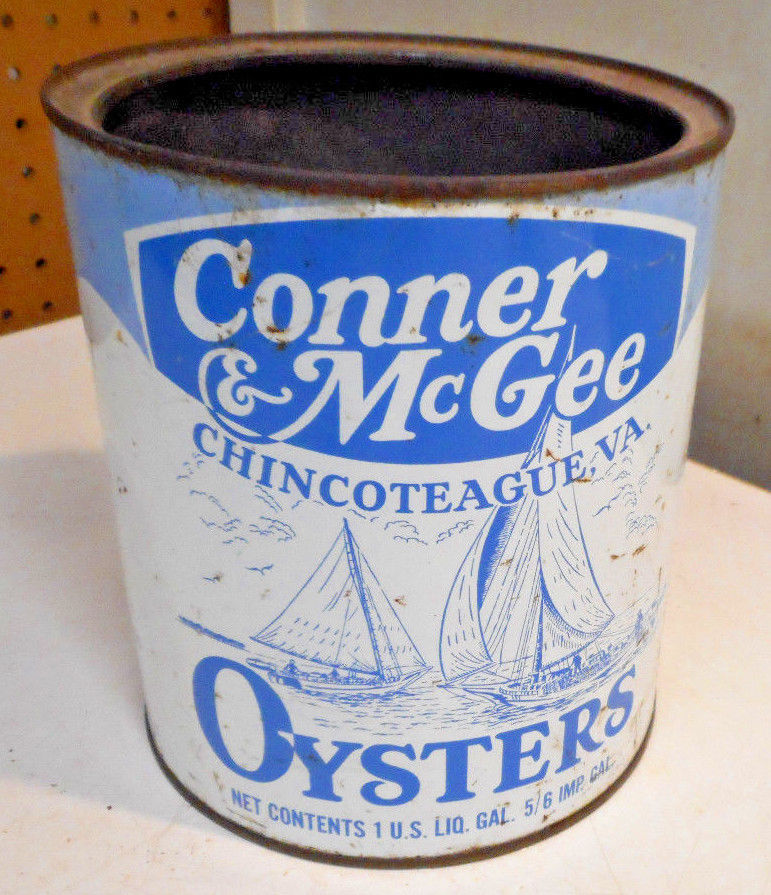 Conner
& McGee
CHINCOTEAGUE, VA.
OYSTERS
NET CONTENTS 1 U.S. LIQ. GAL. 5/6 IMP. GAL.